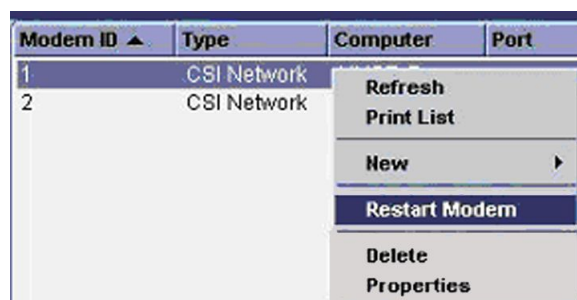 Modem ID Type Computer Port
1 CSI Network
2 CSI Network
Refresh
Print List
New
Restart Modem
Delete
Properties